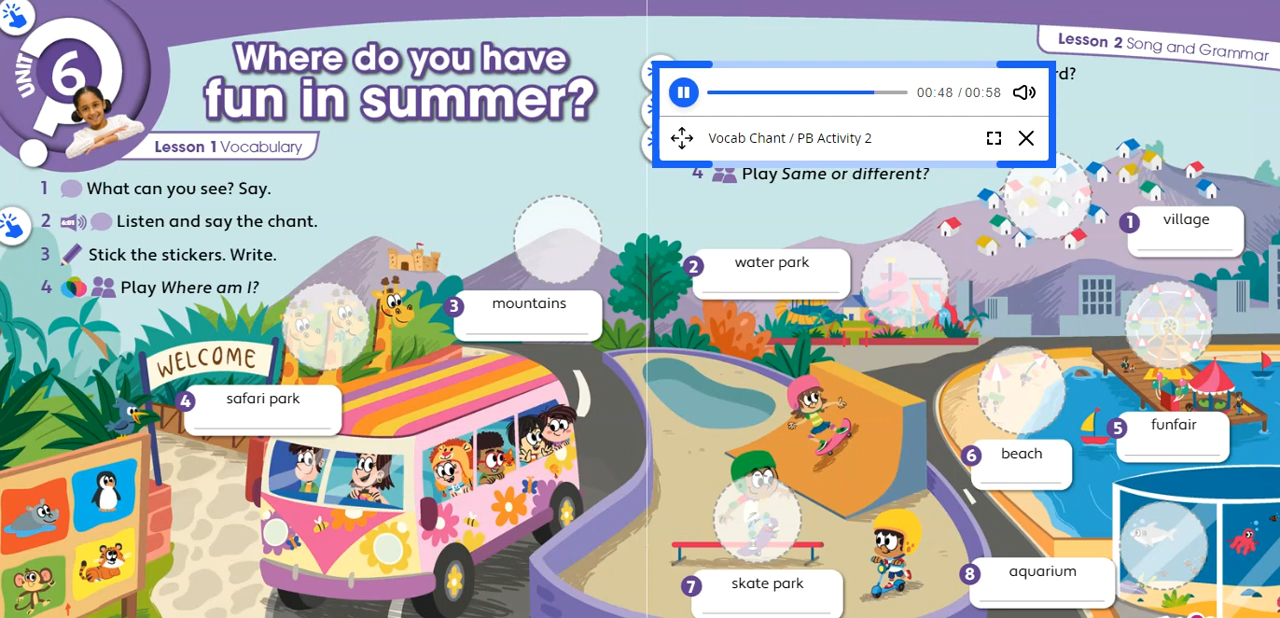 UNIT 6
Where do you have
fun in summer?
Lesson 1 Vocabulary
1 What can you see? Say.
2 Listen and say the chant.
3 Stick the stickers. Write.
4 Play Where am I?
Lesson 2 Song and Grammar
rd?
00:48 / 00:58
Vocab Chant / PB Activity 2
4 Play Same or different?
1 village
2 water park
3 mountains
WELCOME
4 safari park
5 funfair
6 beach
7 skate park
8 aquarium